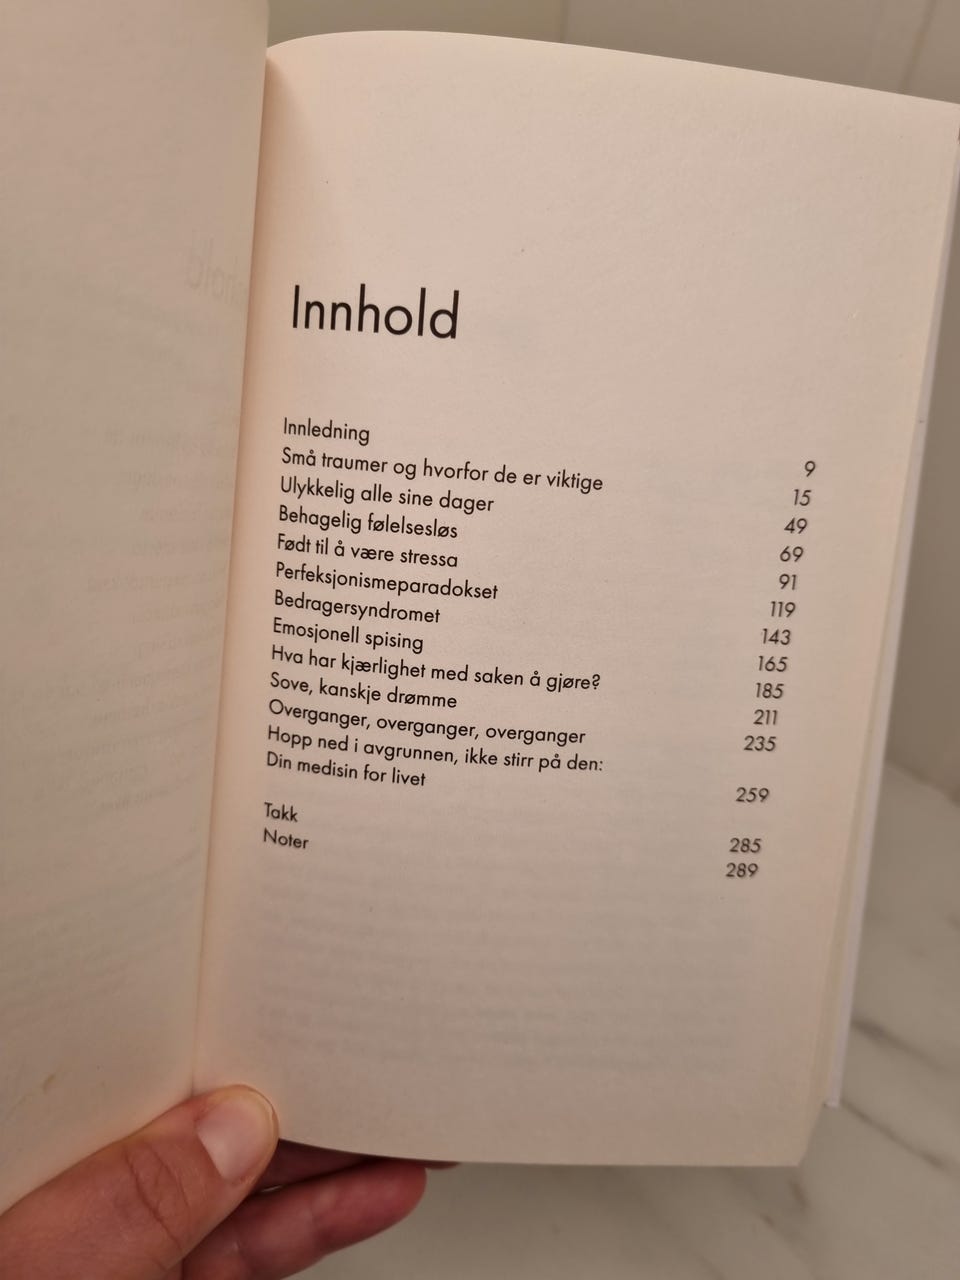 Innhold
Innledning 9
Små traumer og hvorfor de er viktige 15
Ulykkelig alle sine dager 49
Behagelig følelsesløs 69
Født til å være stressa 91
Perfeksjonismeparadokset 119
Bedragersyndromet 143
Emosjonell spising 165
Hva har kjærlighet med saken å gjøre? 185
Sove, kanskje drømme 211
Overganger, overganger, overganger 235
Hopp ned i avgrunnen, ikke stirr på den:
Din medisin for livet 259
Takk 285
Noter 289